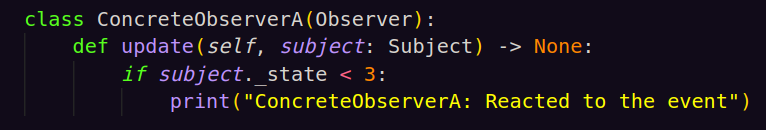 class ConcreteObserverA(Observer):
    def update(self, subject: Subject) -> None:
        if subject._state < 3:
            print("ConcreteObserverA: Reacted to the event")